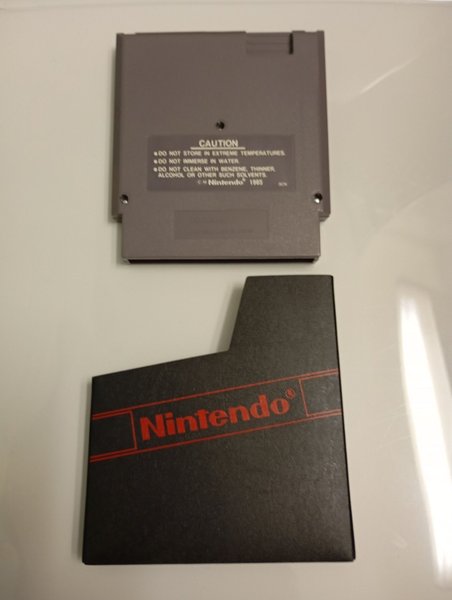 CAUTION
●DO NOT STORE IN EXTREME TEMPERATURES.
●DO NOT IMMERSE IN WATER.
●DO NOT CLEAN WITH BENZENE, THINNER,
ALCOHOL OR OTHER SUCH SOLVENTS.
Nintendo® 1985
Nintendo®